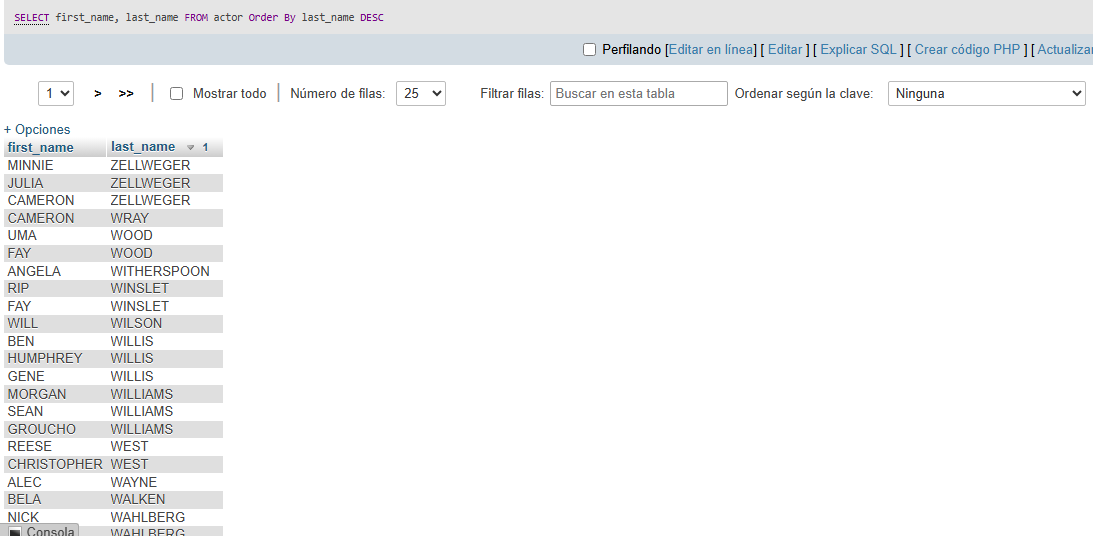 SELECT first_name, last_name FROM actor Order By last_name DESC
Perfilando [Editar en línea] [ Editar ] [ Explicar SQL ] [ Crear código PHP ] [ Actualizar
1 > >> Mostrar todo Número de filas: 25 Filtrar filas: Buscar en esta tabla Ordenar según la clave: Ninguna
+ Opciones
first_name last_name 1
MINNIE ZELLWEGER
JULIA ZELLWEGER
CAMERON ZELLWEGER
CAMERON WRAY
UMA WOOD
FAY WOOD
ANGELA WITHERSPOON
RIP WINSLET
FAY WINSLET
WILL WILSON
BEN WILLIS
HUMPHREY WILLIS
GENE WILLIS
MORGAN WILLIAMS
SEAN WILLIAMS
GROUCHO WILLIAMS
REESE WEST
CHRISTOPHER WEST
ALEC WAYNE
BELA WALKEN
NICK WAHLBERG
Consola WAHLBERG